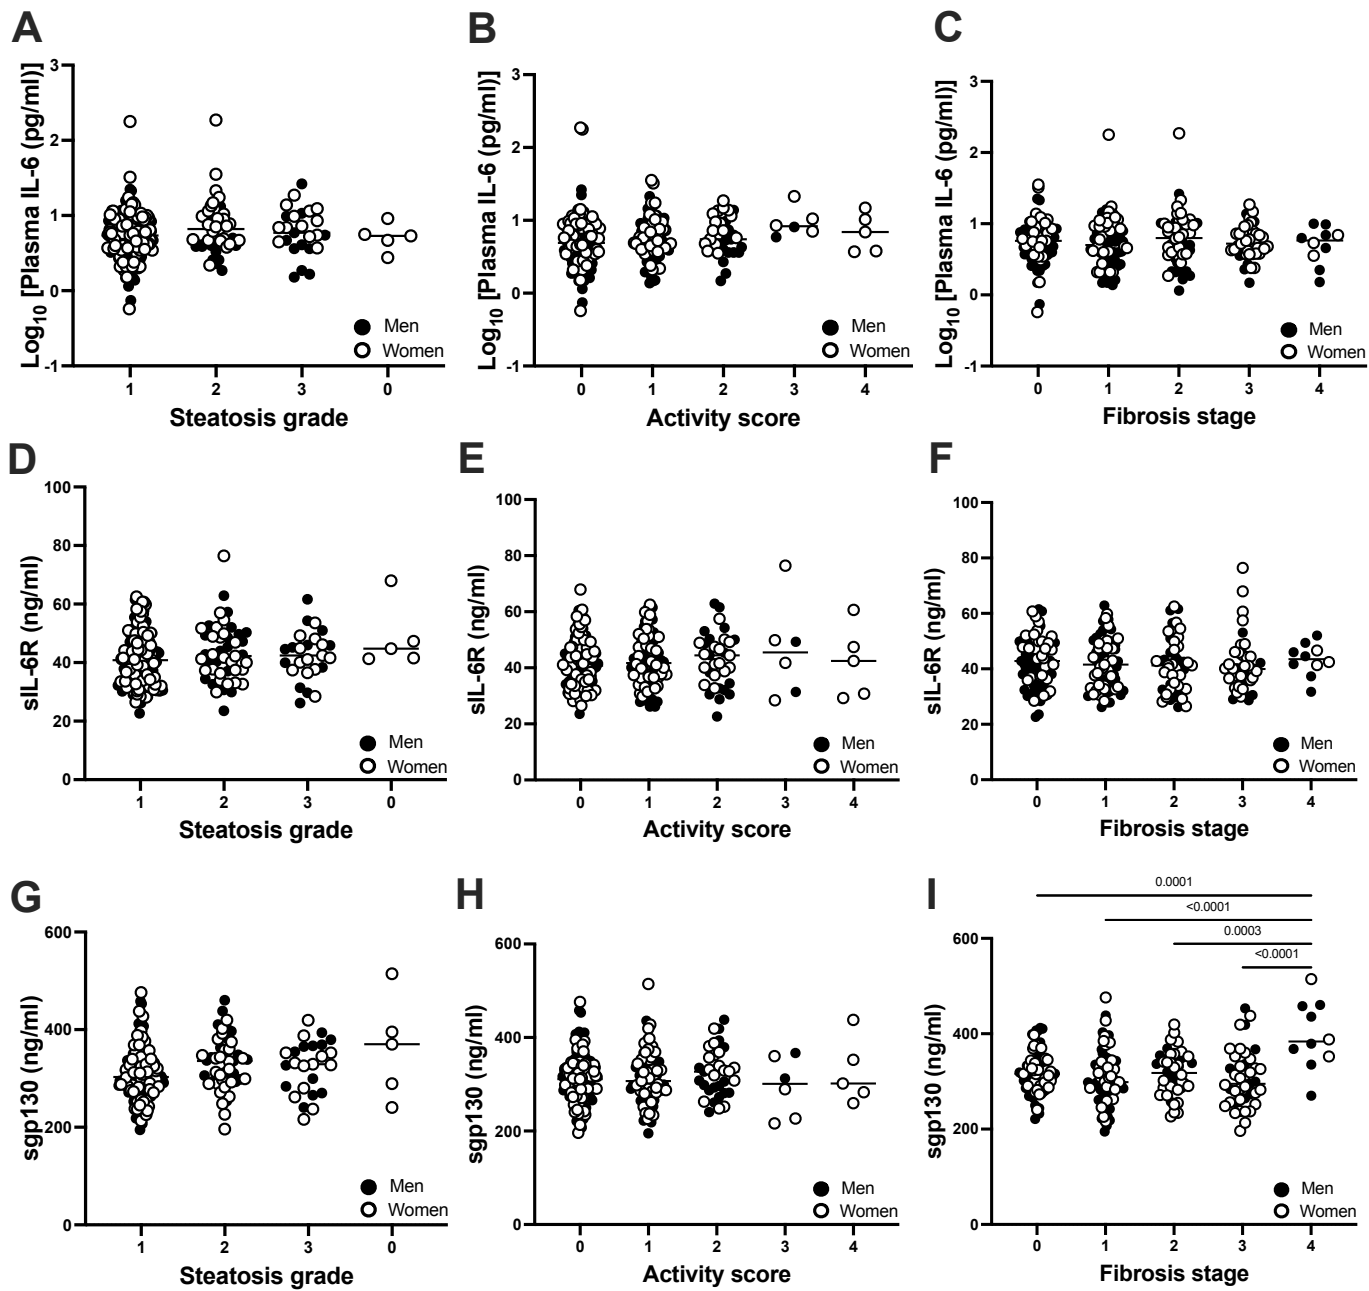 A
Log10 [Plasma IL-6 (pg/ml)]
3
2
1
0
-1
Men
Women
1 2 3 0
Steatosis grade
B
Log10 [Plasma IL-6 (pg/ml)]
3
2
1
0
-1
Men
Women
0 1 2 3 4
Activity score
C
Log10 [Plasma IL-6 (pg/ml)]
3
2
1
0
-1
Men
Women
0 1 2 3 4
Fibrosis stage
D
sIL-6R (ng/ml)
100
80
60
40
20
0
Men
Women
1 2 3 0
Steatosis grade
E
sIL-6R (ng/ml)
100
80
60
40
20
0
Men
Women
0 1 2 3 4
Activity score
F
sIL-6R (ng/ml)
100
80
60
40
20
0
Men
Women
0 1 2 3 4
Fibrosis stage
G
sgp130 (ng/ml)
600
400
200
0
Men
Women
1 2 3 0
Steatosis grade
H
sgp130 (ng/ml)
600
400
200
0
Men
Women
0 1 2 3 4
Activity score
I
0.0001
<0.0001
0.0003
<0.0001
sgp130 (ng/ml)
600
400
200
0
Men
Women
0 1 2 3 4
Fibrosis stage